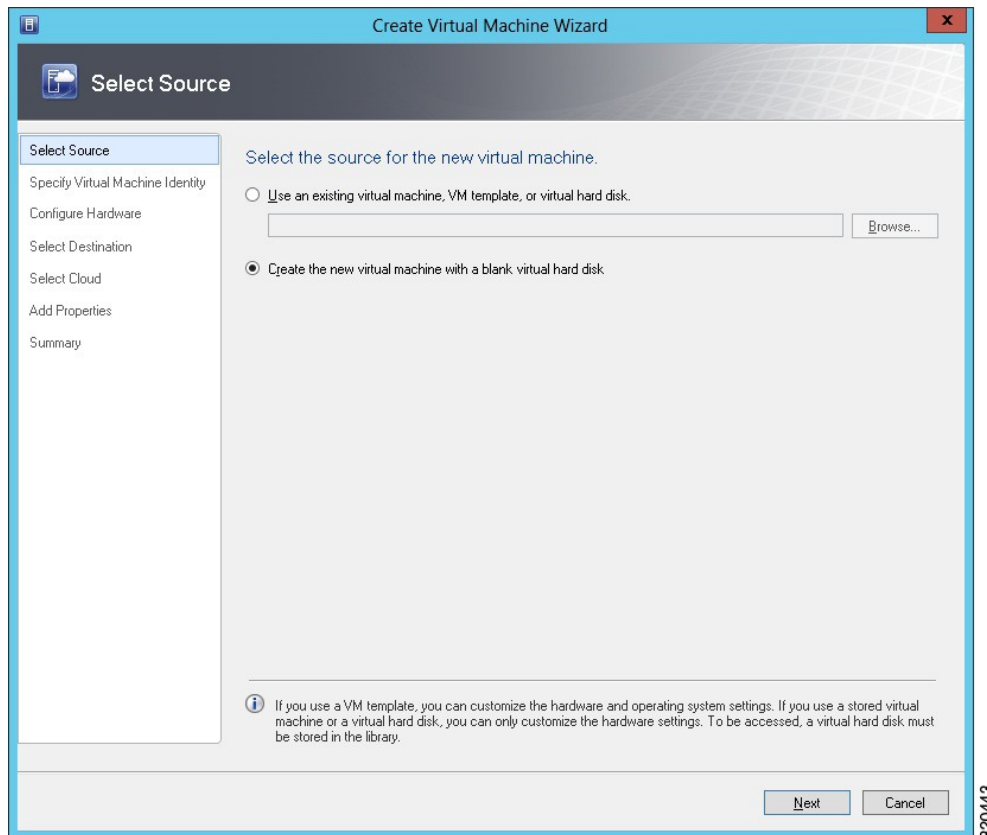 Create Virtual Machine Wizard
x
Select Source
Select Source
Specify Virtual Machine Identity
Configure Hardware
Select Destination
Select Cloud
Add Properties
Summary
Select the source for the new virtual machine.
Use an existing virtual machine, VM template, or virtual hard disk.
Browse...
Create the new virtual machine with a blank virtual hard disk
If you use a VM template, you can customize the hardware and operating system settings. If you use a stored virtual
machine or a virtual hard disk, you can only customize the hardware settings. To be accessed, a virtual hard disk must
be stored in the library.
Next
Cancel